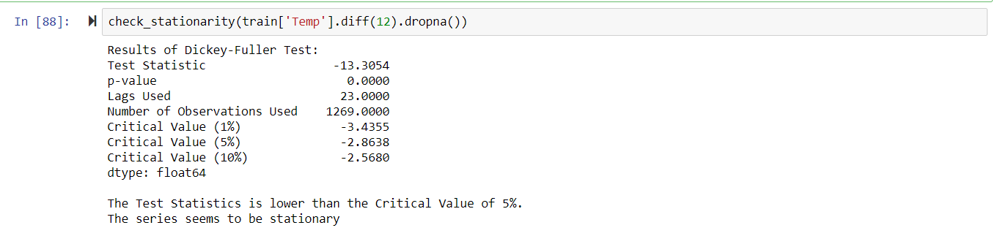 In [88]: check_stationarity(train['Temp'].diff(12).dropna())
Results of Dickey-Fuller Test:
Test Statistic -13.3054
p-value 0.0000
Lags Used 23.0000
Number of Observations Used 1269.0000
Critical Value (1%) -3.4355
Critical Value (5%) -2.8638
Critical Value (10%) -2.5680
dtype: float64
The Test Statistics is lower than the Critical Value of 5%.
The series seems to be stationary